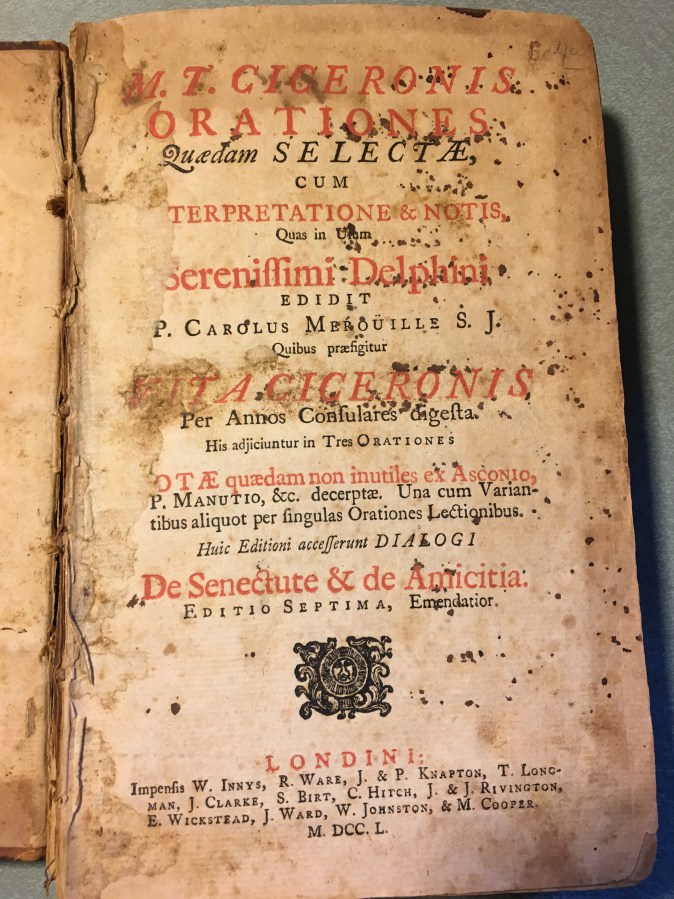 M. T. CICERONIS
ORATIONES
Quædam SELECTÆ,
CUM
TERPRETATIONE & NOTIS,
Quas in Uſum
Sereniſſimi Delphini
EDIDIT
P. CAROLUS MEROÜILLE S. J.
Quibus præfigitur
VITA CICERONIS
Per Annos Conſulares digeſta.
His adjiciuntur in Tres ORATIONES
OTÆ quædam non inutiles ex ASCONIO,
P. MANUTIO, &c. decerptæ. Una cum Varian-
tibus aliquot per ſingulas Orationes Lectionibus.
Huic Editioni acceſſerunt DIALOGI
De Senectute & de Amicitia.
EDITIO SEPTIMA, Emendatior.
LONDINI:
Impenſis W. INNYS, R. WARE, J. & P. KNAPTON, T. LONG-
MAN, J. CLARKE, S. BIRT, C. HITCH, J. & J. RIVINGTON,
E. WICKSTEAD, J. WARD, W. JOHNSTON, & M. COOPER.
M. DCC. L.